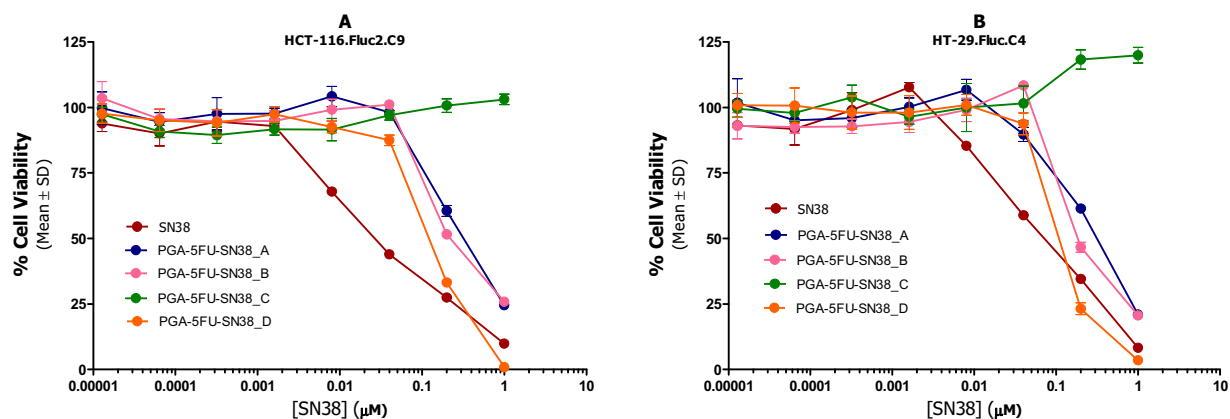 A
HCT-116.Fluc2.C9
% Cell Viability
(Mean ± SD)
125
100
75
50
25
0
SN38
PGA-5FU-SN38_A
PGA-5FU-SN38_B
PGA-5FU-SN38_C
PGA-5FU-SN38_D
0.00001 0.0001 0.001 0.01 0.1 1 10
[SN38] (μM)
B
HT-29.Fluc.C4
% Cell Viability
(Mean ± SD)
125
100
75
50
25
0
SN38
PGA-5FU-SN38_A
PGA-5FU-SN38_B
PGA-5FU-SN38_C
PGA-5FU-SN38_D
0.00001 0.0001 0.001 0.01 0.1 1 10
[SN38] (μM)